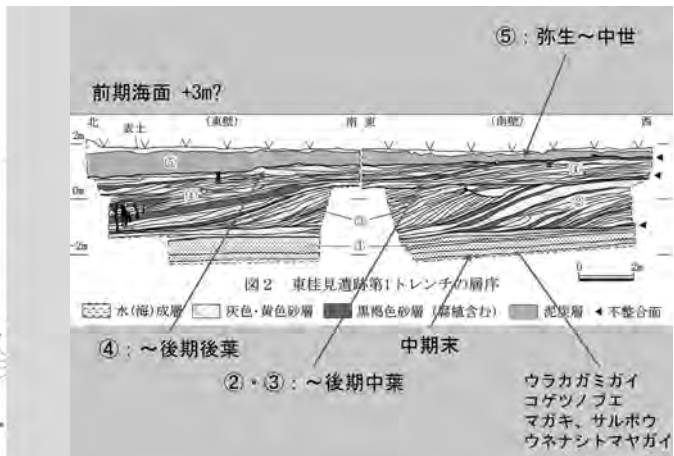 ⑤：弥生～中世
前期海面 +3m?
北 表土 (東壁) 南 東 (南壁) 西
2m
⑤
④
④
0m
③
②
①
-2m
0 2m
図2 東桂見遺跡第1トレンチの層序
水(海)成層 灰色・黄色砂層 黒褐色砂層 (腐植含む) 泥炭層 ◀ 不整合面
④：～後期後葉
中期末
②・③：～後期中葉
ウラカガミガイ
コゲツノブエ
マガキ、サルボウ
ウネナシトマヤガイ